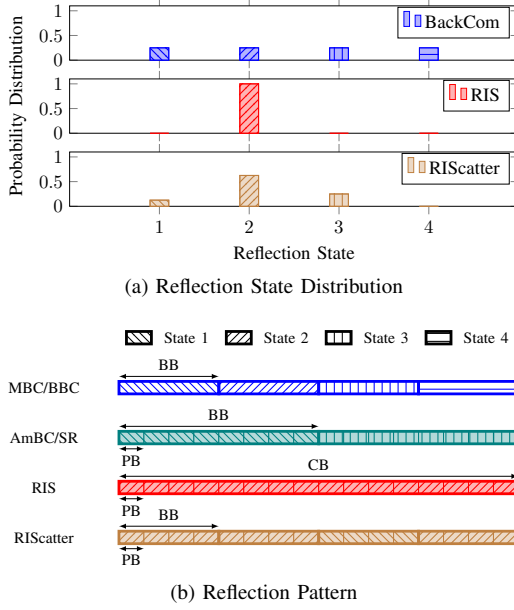 1
0.5
0
BackCom
1
0.5
0
RIS
1
0.5
0
RIScatter
Probability Distribution
1 2 3 4
Reflection State
(a) Reflection State Distribution
State 1 State 2 State 3 State 4
BB
MBC/BBC
BB
AmBC/SR
PB CB
RIS
PB BB
RIScatter
PB
(b) Reflection Pattern